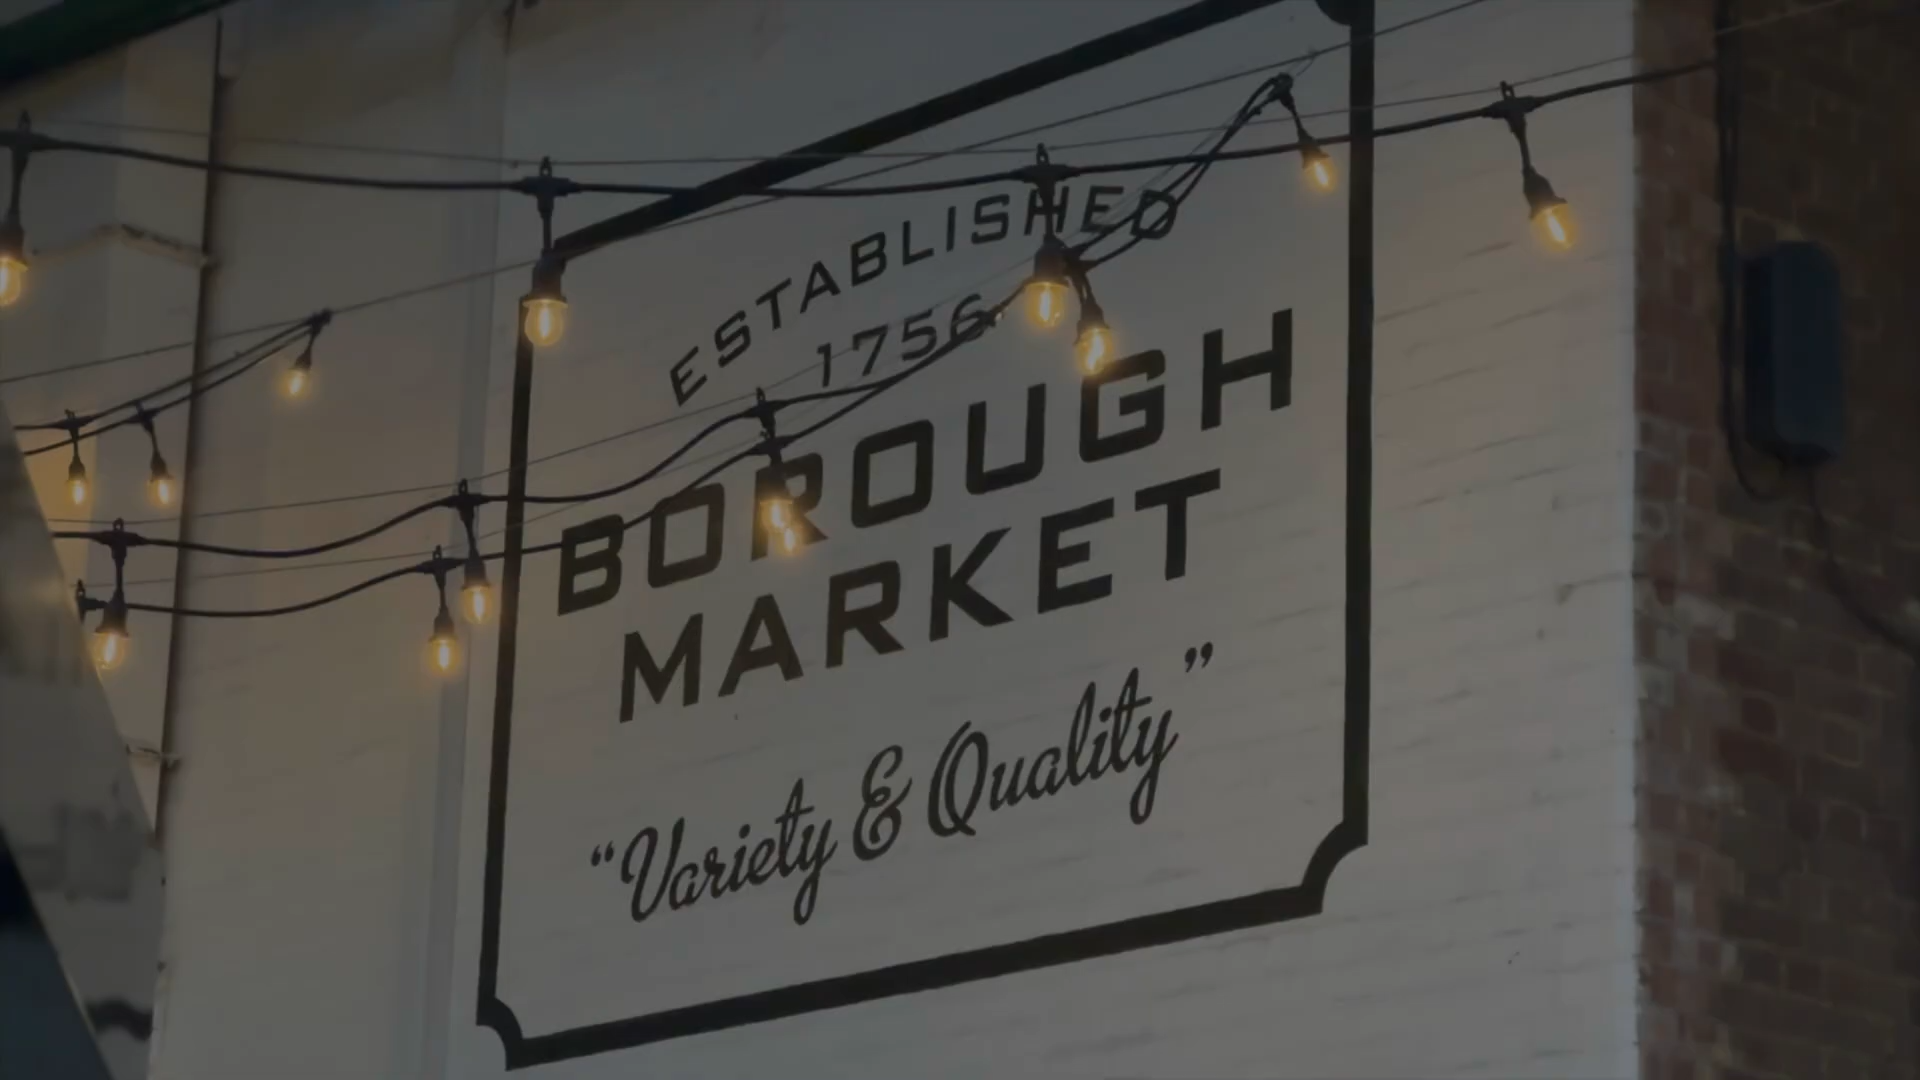 ESTABLISHED
1756
BOROUGH
MARKET
“Variety & Quality”